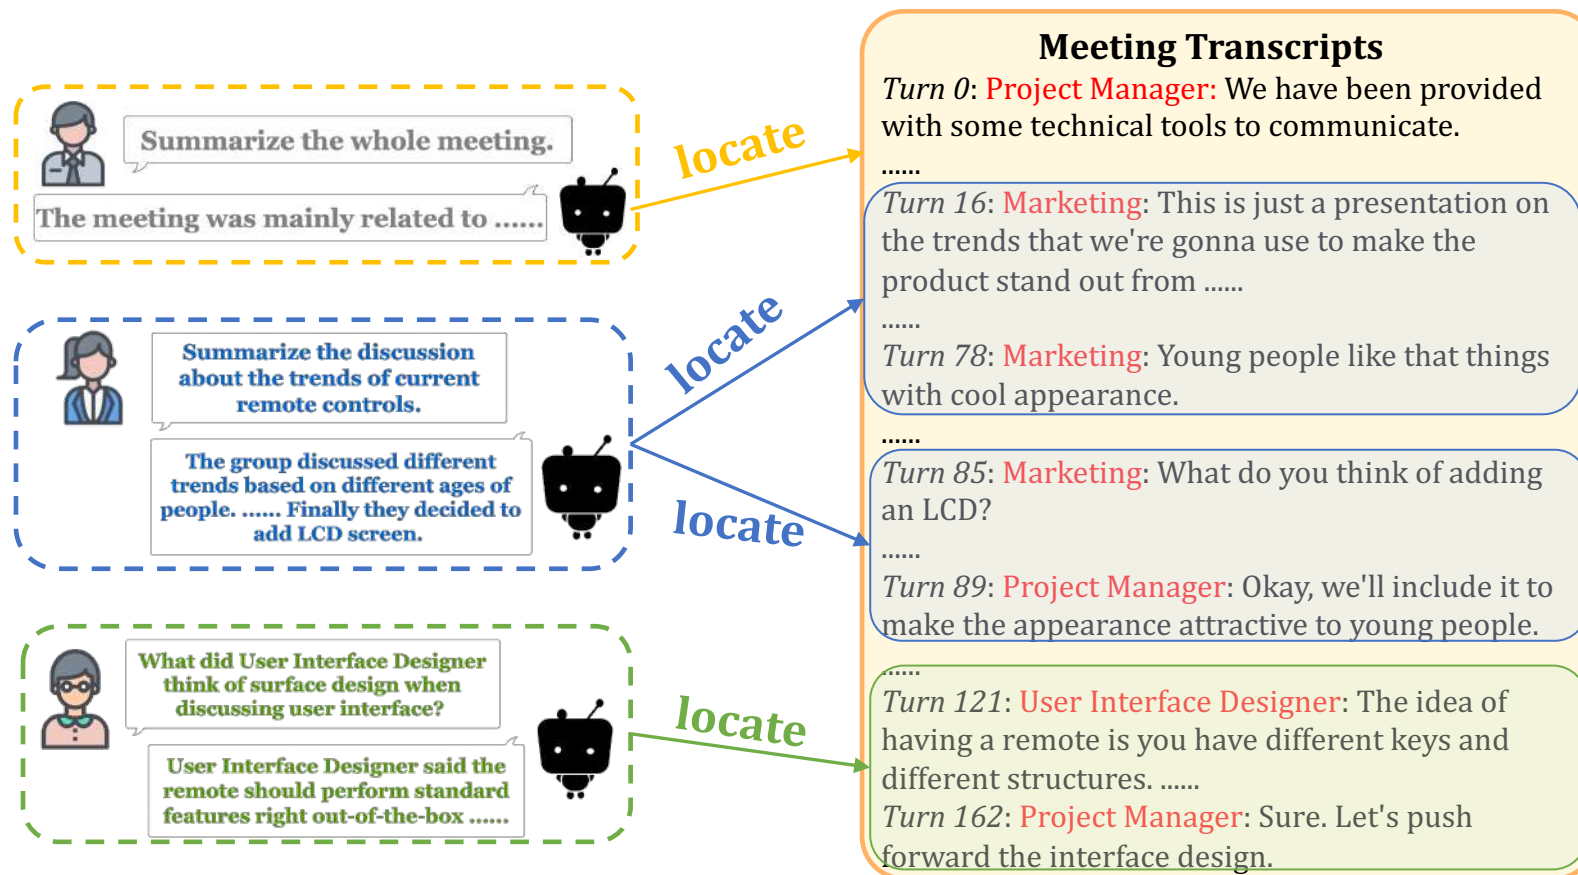 Summarize the whole meeting.
The meeting was mainly related to ......
locate
Summarize the discussion
about the trends of current
remote controls.
The group discussed different
trends based on different ages of
people. ...... Finally they decided to
add LCD screen.
locate
locate
What did User Interface Designer
think of surface design when
discussing user interface?
User Interface Designer said the
remote should perform standard
features right out-of-the-box ......
locate
Meeting Transcripts
Turn 0: Project Manager: We have been provided
with some technical tools to communicate.
......
Turn 16: Marketing: This is just a presentation on
the trends that we're gonna use to make the
product stand out from ......
......
Turn 78: Marketing: Young people like that things
with cool appearance.
......
Turn 85: Marketing: What do you think of adding
an LCD?
......
Turn 89: Project Manager: Okay, we'll include it to
make the appearance attractive to young people.
......
Turn 121: User Interface Designer: The idea of
having a remote is you have different keys and
different structures. ......
Turn 162: Project Manager: Sure. Let's push
forward the interface design.